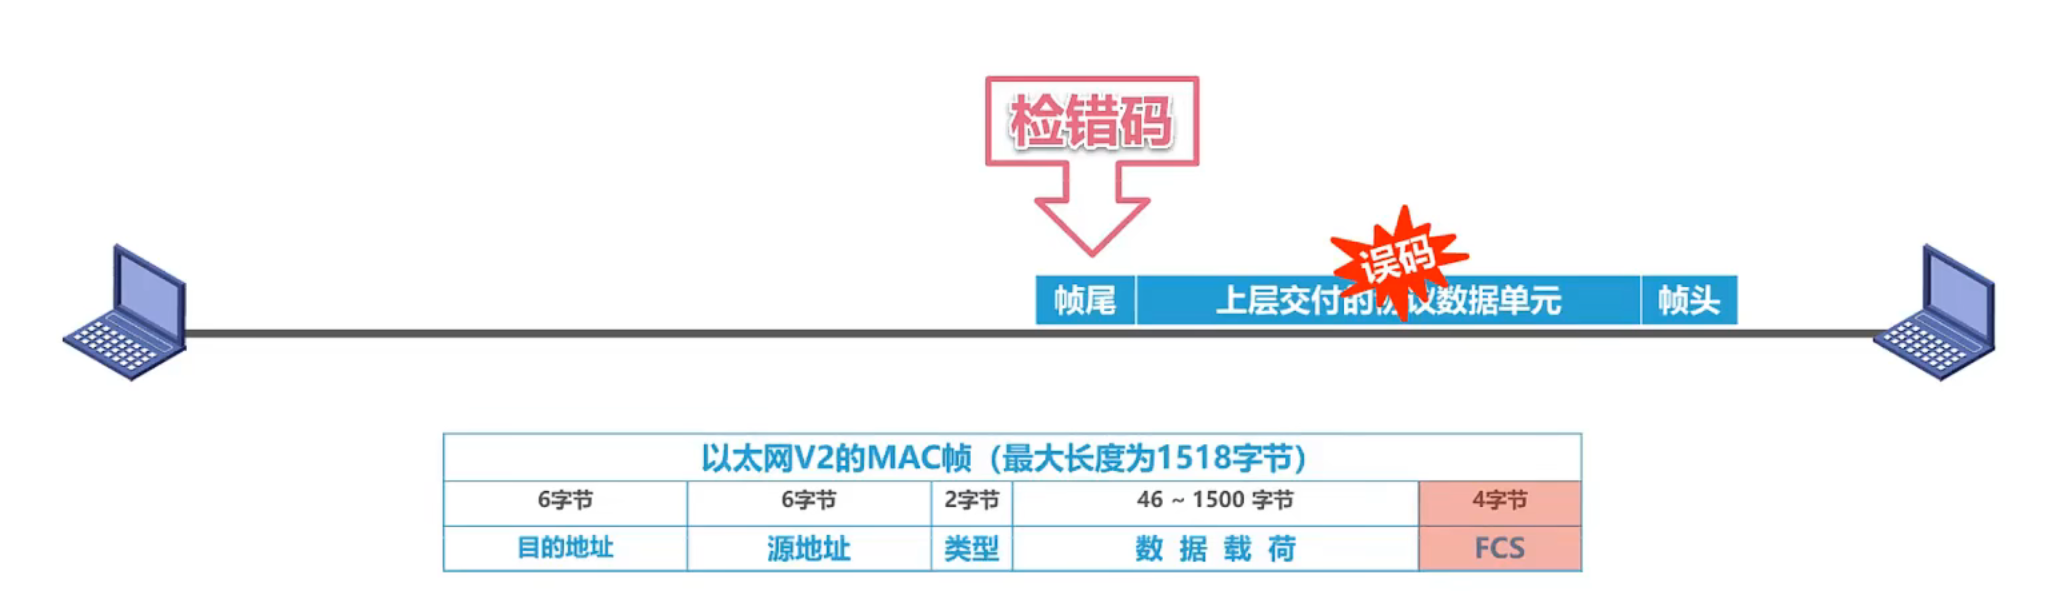 检错码
误码
帧尾
上层交付的协议数据单元
帧头
以太网V2的MAC帧（最大长度为1518字节）
6字节
6字节
2字节
46 ~ 1500 字节
4字节
目的地址
源地址
类型
数 据 载 荷
FCS